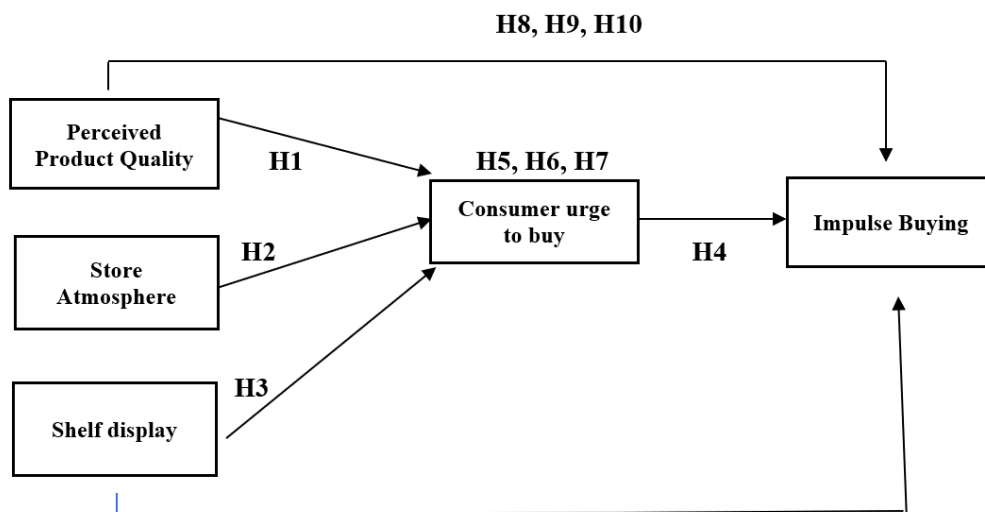 H8, H9, H10
Perceived
Product Quality
H1
H5, H6, H7
Consumer urge
to buy
Impulse Buying
H4
H2
Store
Atmosphere
H3
Shelf display